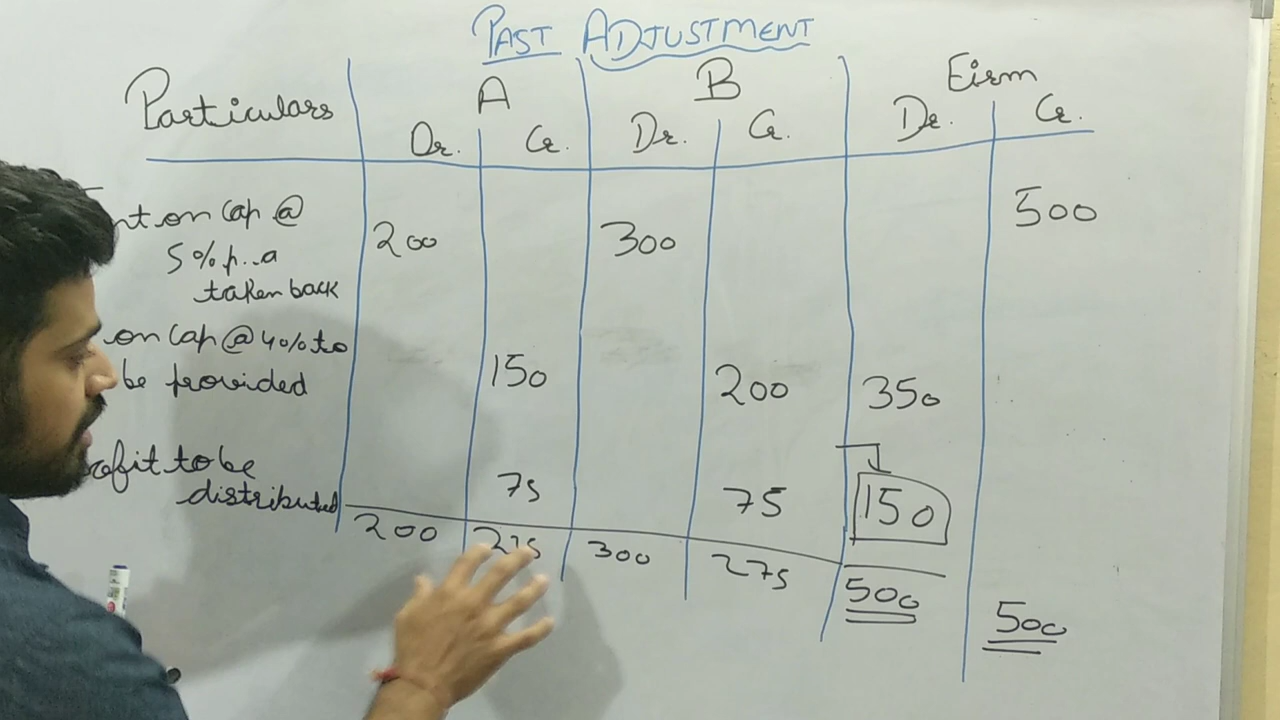 PAST ADJUSTMENT
Particulars A B Firm
Dr. Cr. Dr. Cr. Dr. Cr.
on Cap @ 200 300 500
5% p..a
taken back
on Cap @ 4% to 150 200 350
be provided
to be 75 75 150
distributed
200 275 300 275 500 500